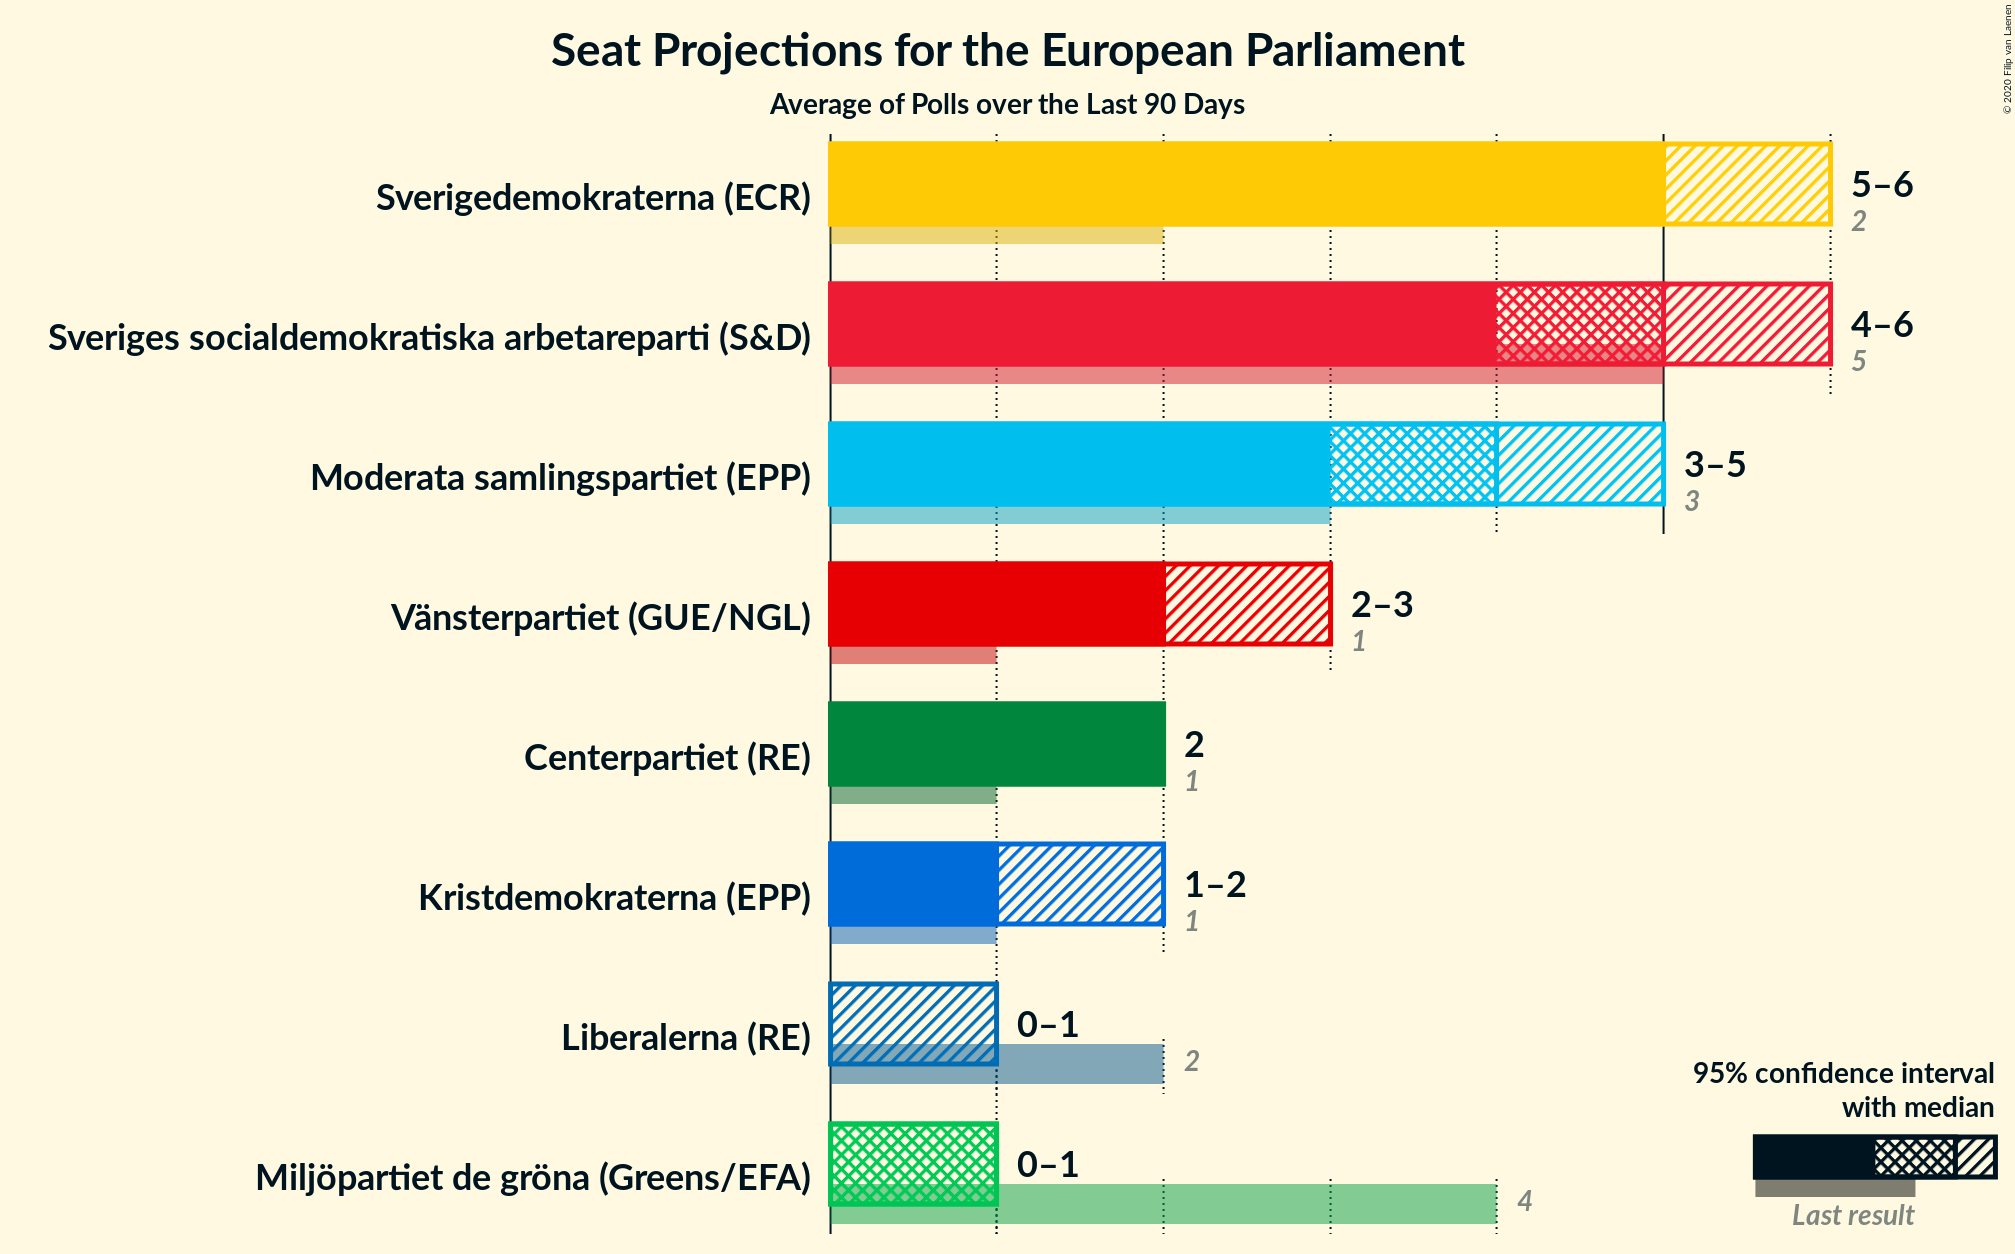 Seat Projections for the European Parliament
Average of Polls over the Last 90 Days
© 2020 Filip van Laenen
Sverigedemokraterna (ECR)
5–6
2
Sveriges socialdemokratiska arbetareparti (S&D)
4–6
5
Moderata samlingspartiet (EPP)
3–5
3
Vänsterpartiet (GUE/NGL)
2–3
1
Centerpartiet (RE)
2
1
Kristdemokraterna (EPP)
1–2
1
Liberalerna (RE)
0–1
2
Miljöpartiet de gröna (Greens/EFA)
0–1
4
95% confidence interval
with median
Last result